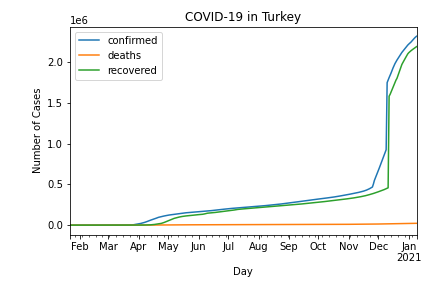 COVID-19 in Turkey
1e6
confirmed
deaths
recovered
2.0
1.5
1.0
0.5
0.0
Number of Cases
Feb Mar Apr May Jun Jul Aug Sep Oct Nov Dec Jan
2021
Day